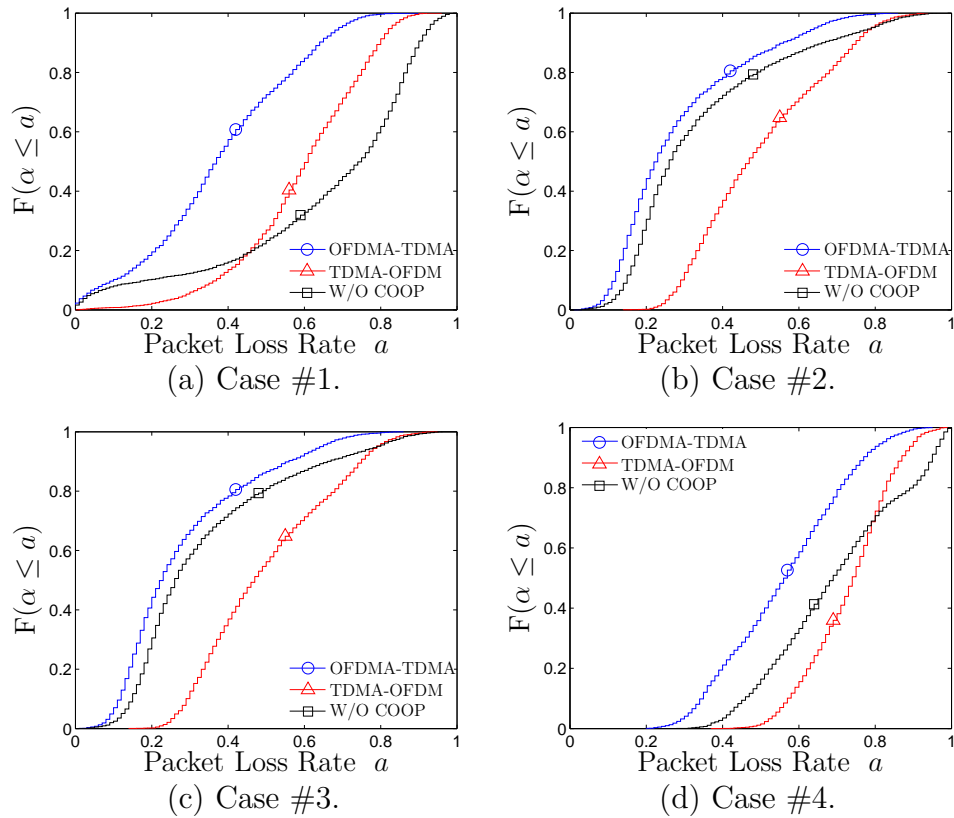 1
0.8
0.6
0.4
0.2
0
F(α ≤ a)
0 0.2 0.4 0.6 0.8 1
Packet Loss Rate a
OFDMA-TDMA
TDMA-OFDM
W/O COOP
(a) Case #1.
1
0.8
0.6
0.4
0.2
0
F(α ≤ a)
0 0.2 0.4 0.6 0.8 1
Packet Loss Rate a
OFDMA-TDMA
TDMA-OFDM
W/O COOP
(b) Case #2.
1
0.8
0.6
0.4
0.2
0
F(α ≤ a)
0 0.2 0.4 0.6 0.8 1
Packet Loss Rate a
OFDMA-TDMA
TDMA-OFDM
W/O COOP
(c) Case #3.
1
0.8
0.6
0.4
0.2
0
F(α ≤ a)
0 0.2 0.4 0.6 0.8 1
Packet Loss Rate a
OFDMA-TDMA
TDMA-OFDM
W/O COOP
(d) Case #4.